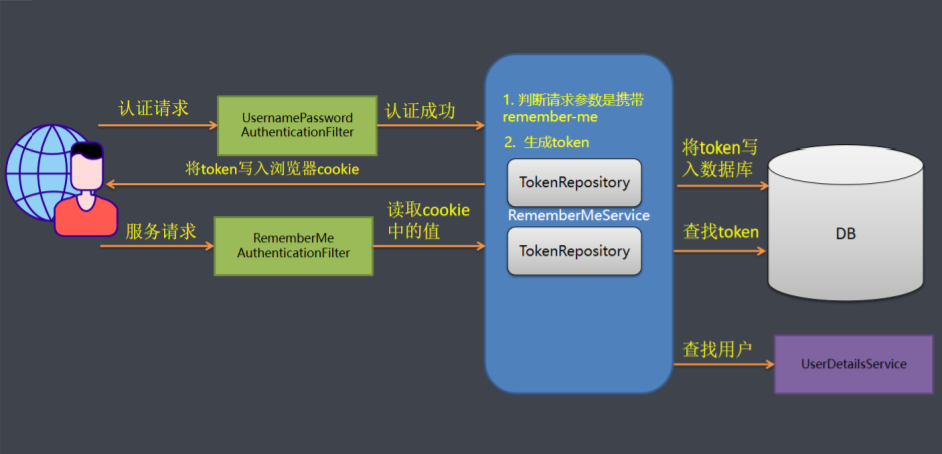 认证请求
UsernamePassword
AuthenticationFilter
认证成功
1. 判断请求参数是携带
remember-me
2. 生成token
将token写
入数据库
将token写入浏览器cookie
TokenRepository
RememberMeService
服务请求
RememberMe
AuthenticationFilter
读取cookie
中的值
TokenRepository
查找token
DB
查找用户
UserDetailsService